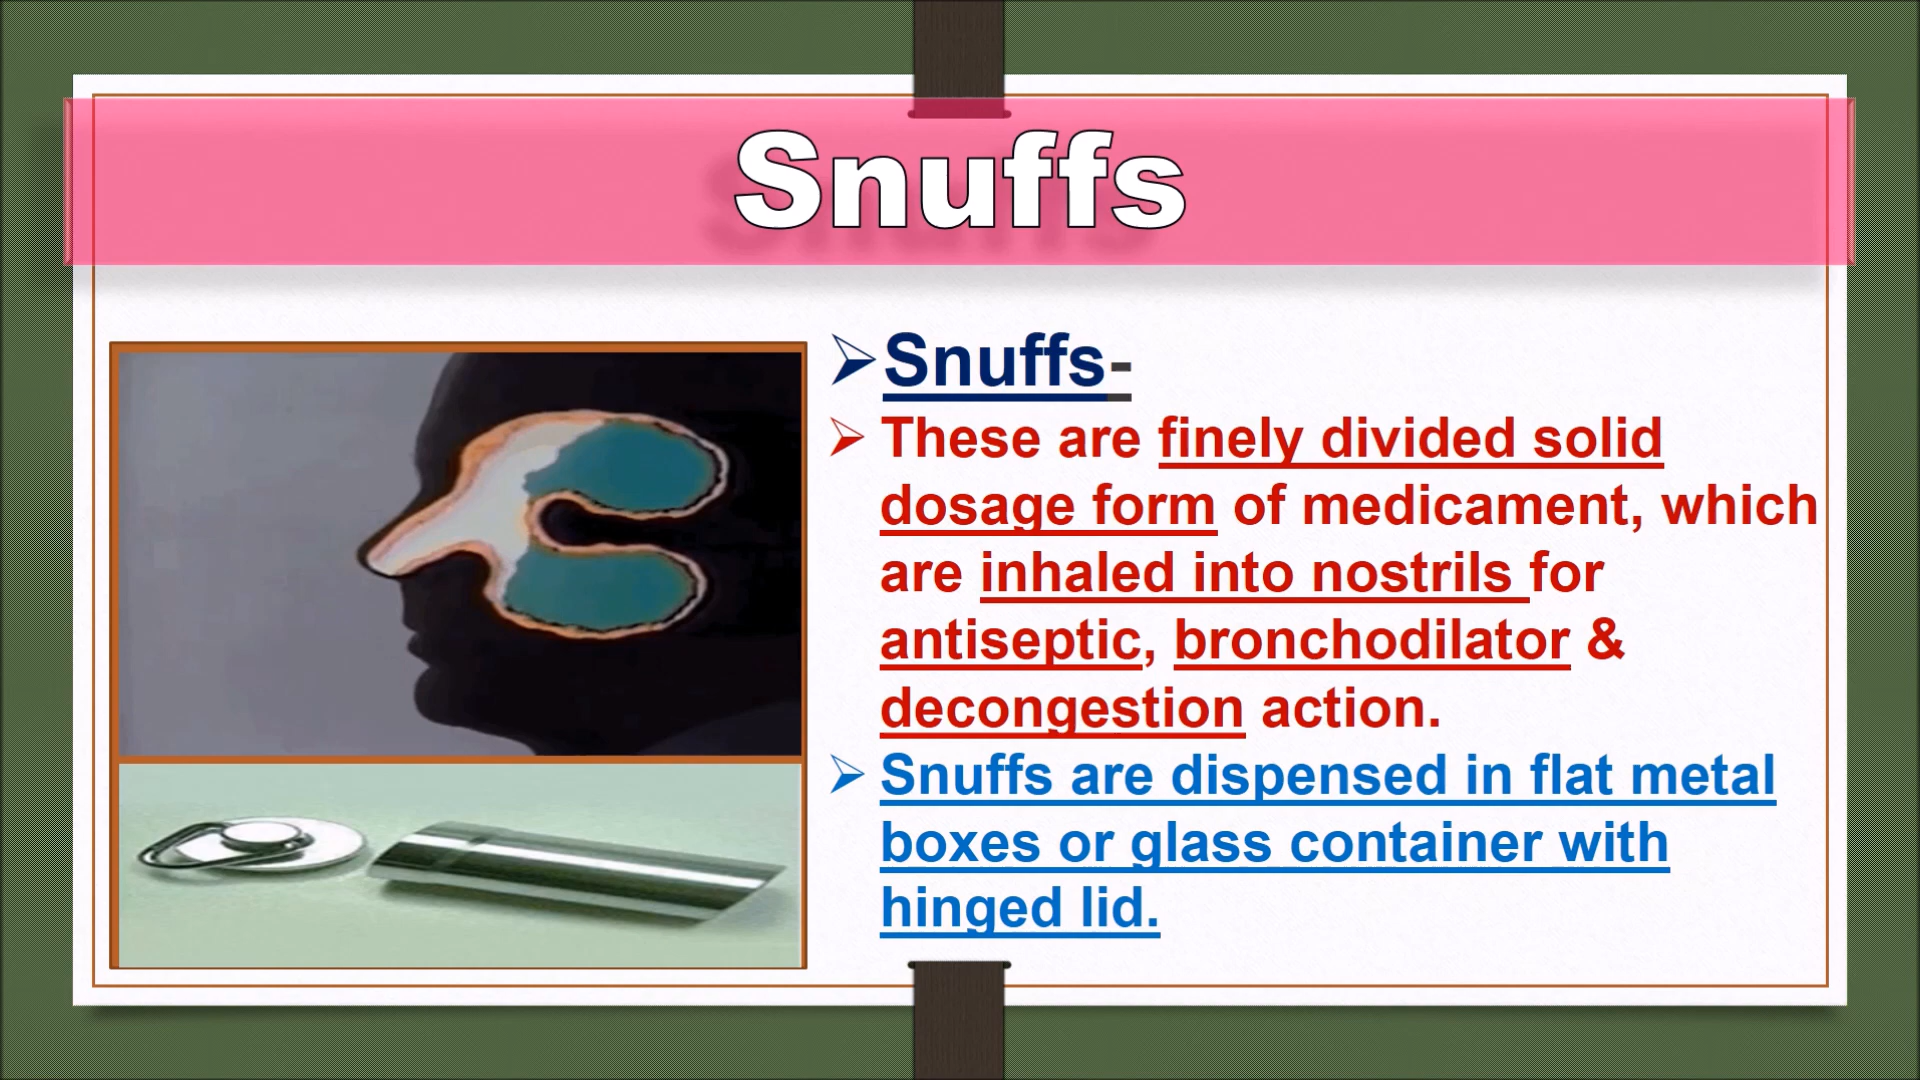 Snuffs
Snuffs-
These are finely divided solid
dosage form of medicament, which
are inhaled into nostrils for
antiseptic, bronchodilator &
decongestion action.
Snuffs are dispensed in flat metal
boxes or glass container with
hinged lid.